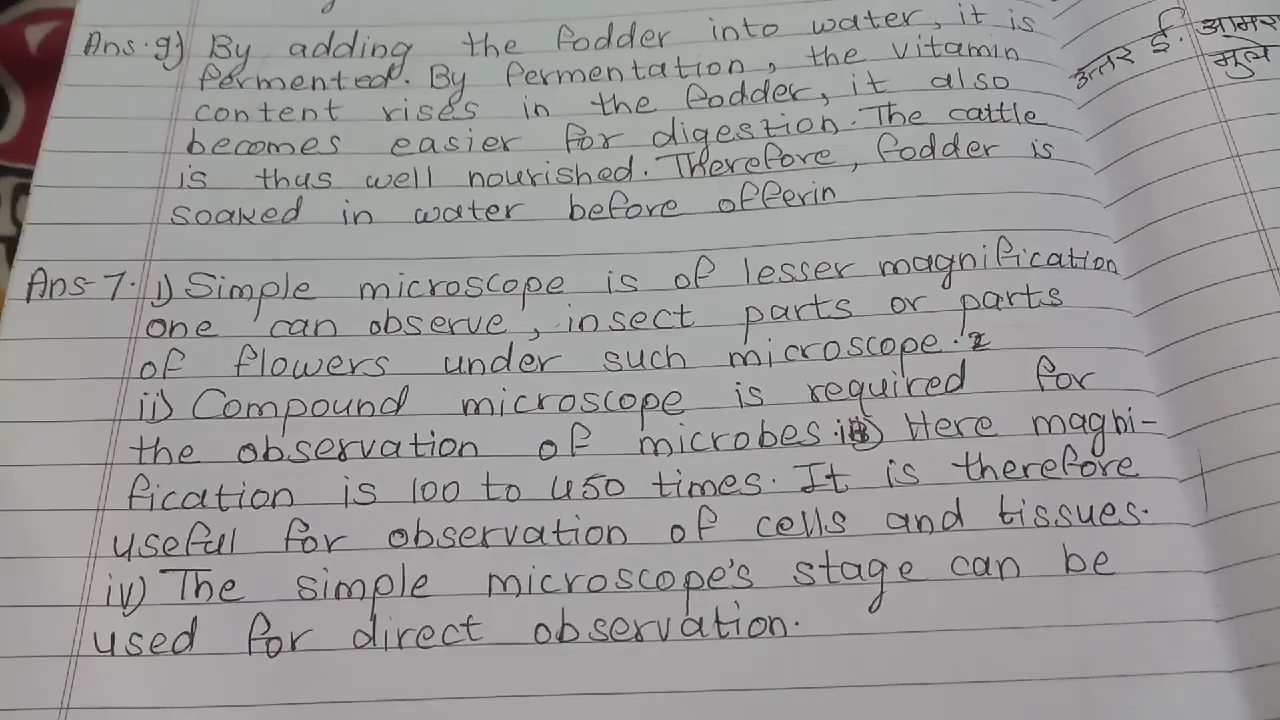 Ans.9) By adding the fodder into water, it is
fermented. By fermentation, the vitamin
content rises in the fodder, it also
becomes easier for digestion. The cattle
is thus well nourished. Therefore, fodder is
soaked in water before offerin
Ans-7. i) Simple microscope is of lesser magnification
one can observe, insect parts or parts
of flowers under such microscope.
ii) Compound microscope is required for
the observation of microbes. iii) Here magni-
fication is 100 to 450 times. It is therefore
useful for observation of cells and tissues.
iv) The simple microscope's stage can be
used for direct observation.
उत्तर ई.